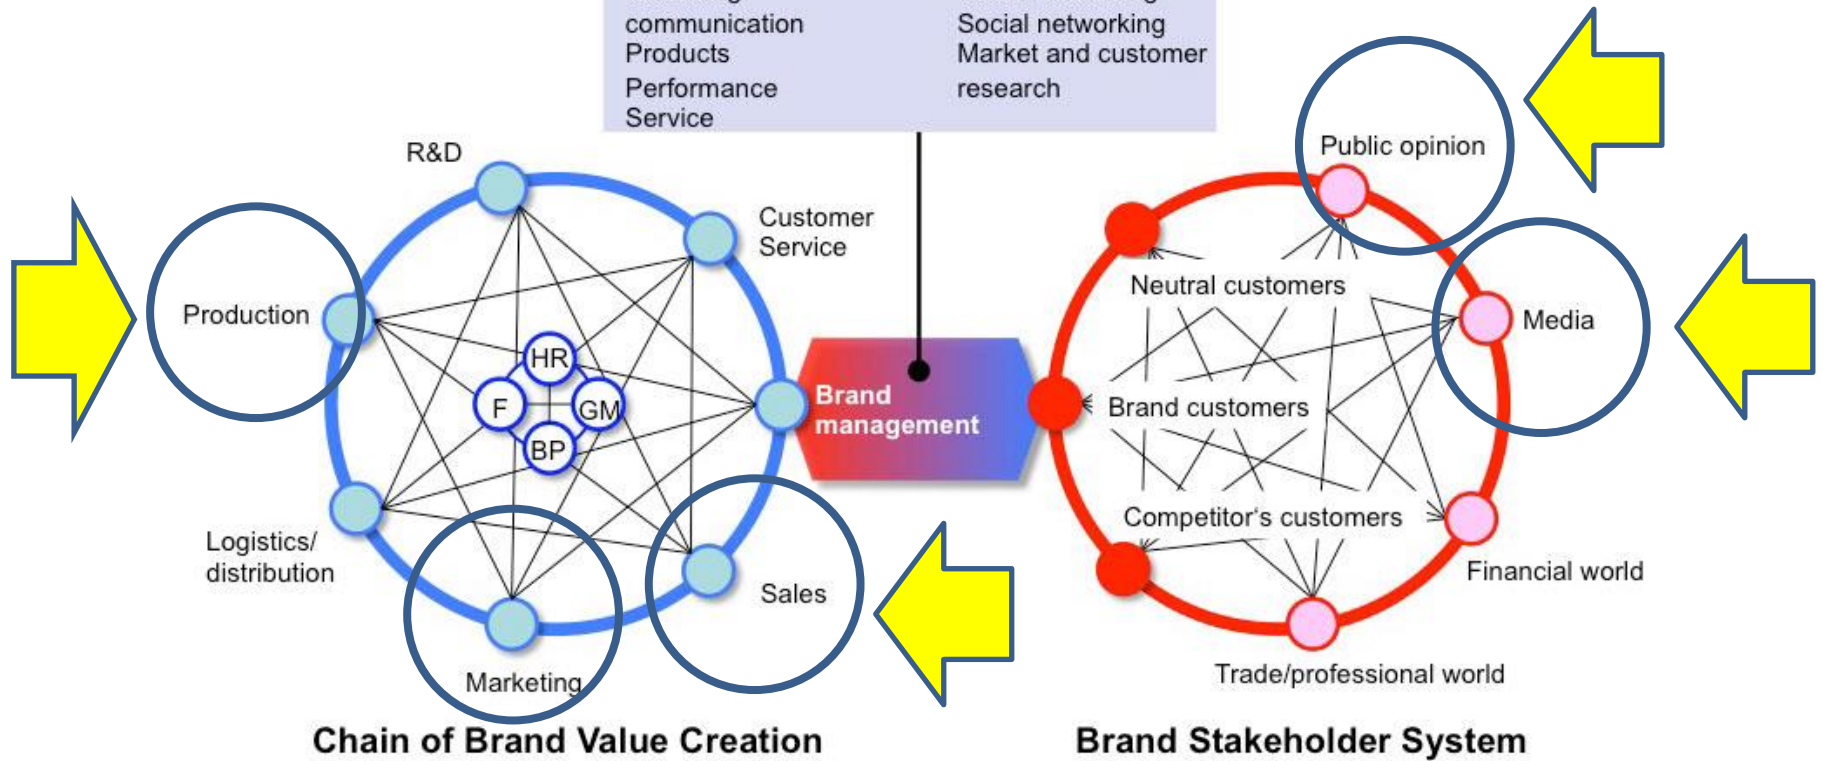 communication
Products
Performance
Service
Social networking
Market and customer
research
R&D
Customer
Service
Production
HR
F
GM
BP
Logistics/
distribution
Marketing
Sales
Brand
management
Public opinion
Neutral customers
Media
Brand customers
Competitor's customers
Financial world
Trade/professional world
Chain of Brand Value Creation
Brand Stakeholder System